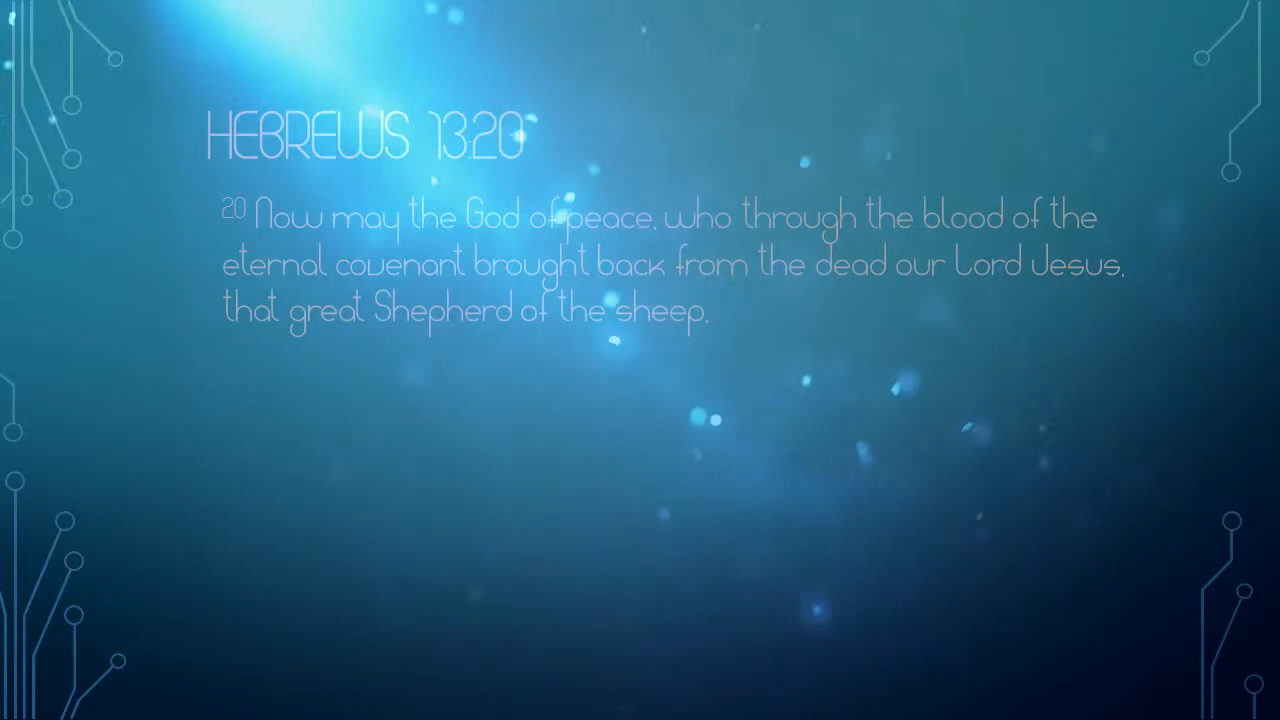 HEBREWS 13:20
20 Now may the God of peace, who through the blood of the
eternal covenant brought back from the dead our Lord Jesus,
that great Shepherd of the sheep,